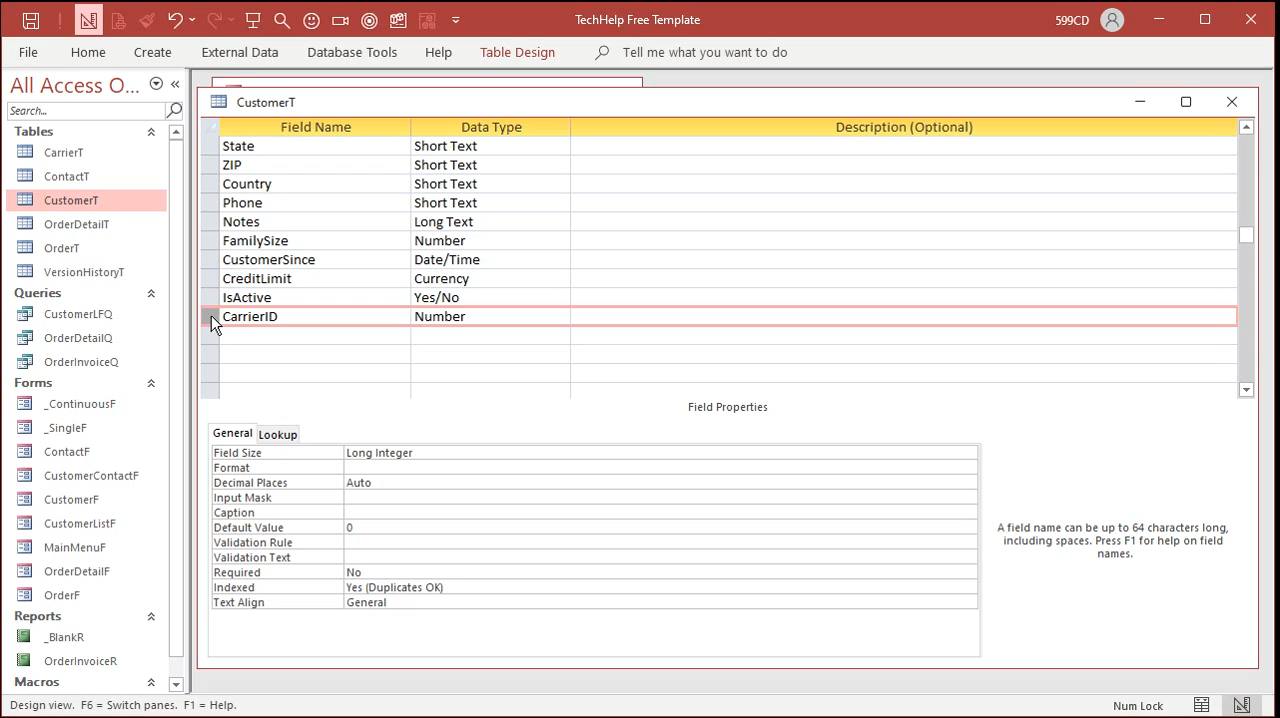 TechHelp Free Template
599CD
File Home Create External Data Database Tools Help Table Design Tell me what you want to do
All Access O...
Search...
Tables
CarrierT
ContactT
CustomerT
OrderDetailT
OrderT
VersionHistoryT
Queries
CustomerLFQ
OrderDetailQ
OrderInvoiceQ
Forms
_ContinuousF
_SingleF
ContactF
CustomerContactF
CustomerF
CustomerListF
MainMenuF
OrderDetailF
OrderF
Reports
_BlankR
OrderInvoiceR
Macros
CustomerT
Field Name Data Type Description (Optional)
State Short Text
ZIP Short Text
Country Short Text
Phone Short Text
Notes Long Text
FamilySize Number
CustomerSince Date/Time
CreditLimit Currency
IsActive Yes/No
CarrierID Number
Field Properties
General Lookup
Field Size Long Integer
Format
Decimal Places Auto
Input Mask
Caption
Default Value 0
Validation Rule
Validation Text
Required No
Indexed Yes (Duplicates OK)
Text Align General
A field name can be up to 64 characters long,
including spaces. Press F1 for help on field
names.
Design view. F6 = Switch panes. F1 = Help.
Num Lock